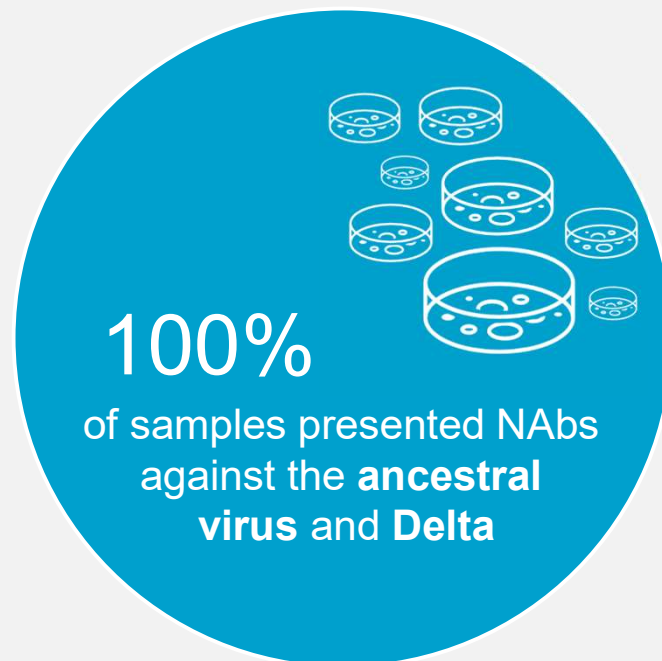 100%
of samples presented NAbs
against the ancestral
virus and Delta